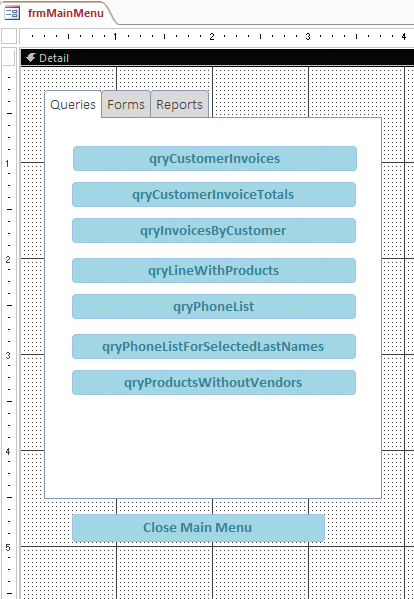 frmMainMenu
1 2 3 4
Detail
Queries Forms Reports
qryCustomerInvoices
1
qryCustomerInvoiceTotals
qryInvoicesByCustomer
2
qryLineWithProducts
qryPhoneList
qryPhoneListForSelectedLastNames
3
qryProductsWithoutVendors
4
Close Main Menu
5